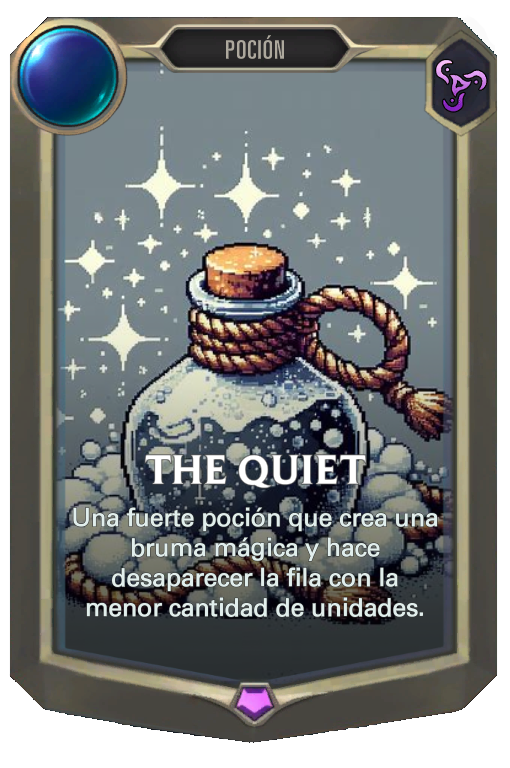 POCIÓN
THE QUIET
Una fuerte poción que crea una
bruma mágica y hace
desaparecer la fila con la
menor cantidad de unidades.